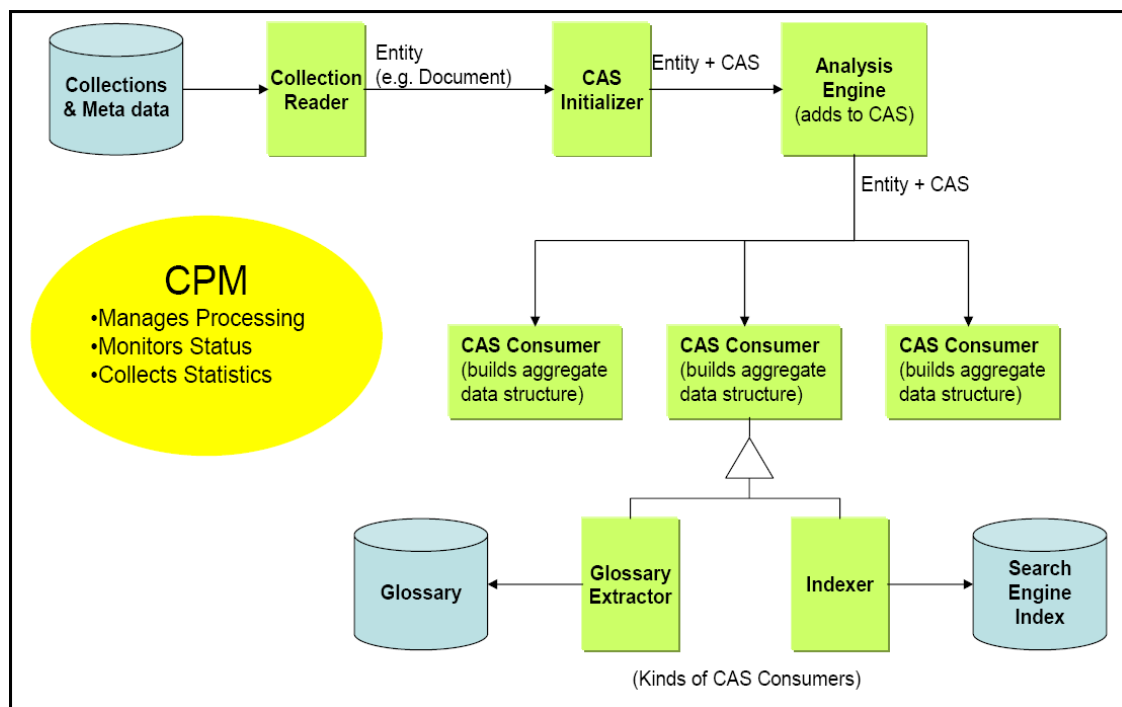 Collections
& Meta data
Collection
Reader
Entity
(e.g. Document)
CAS
Initializer
Entity + CAS
Analysis
Engine
(adds to CAS)
Entity + CAS
CPM
•Manages Processing
•Monitors Status
•Collects Statistics
CAS Consumer
(builds aggregate
data structure)
CAS Consumer
(builds aggregate
data structure)
CAS Consumer
(builds aggregate
data structure)
Glossary
Glossary
Extractor
Indexer
Search
Engine
Index
(Kinds of CAS Consumers)